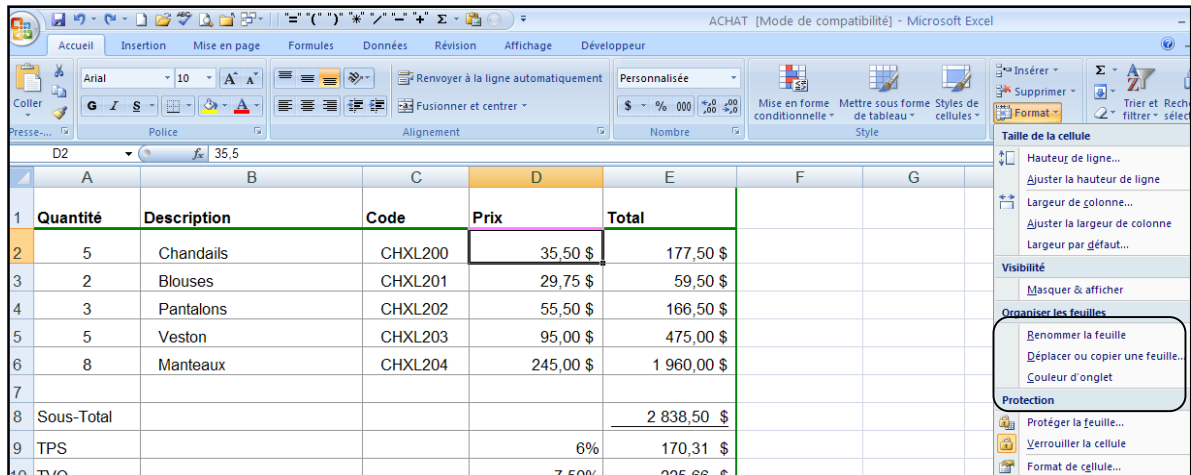 "=" "(" ")" "*" "/" "–" "+" Σ
ACHAT [Mode de compatibilité] - Microsoft Excel
Accueil Insertion Mise en page Formules Données Révision Affichage Développeur
Coller
Arial 10 A A
G I S A
Renvoyer à la ligne automatiquement
Fusionner et centrer
Personnalisée
$ % 000 ,00 ,00
Mise en forme conditionnelle
Mettre sous forme de tableau
Styles de cellules
Insérer
Supprimer
Format
Σ
Trier et filtrer
Presse-... Police Alignement Nombre Style
D2 fx 35,5
A B C D E F G
1 Quantité Description Code Prix Total
2 5 Chandails CHXL200 35,50 $ 177,50 $
3 2 Blouses CHXL201 29,75 $ 59,50 $
4 3 Pantalons CHXL202 55,50 $ 166,50 $
5 5 Veston CHXL203 95,00 $ 475,00 $
6 8 Manteaux CHXL204 245,00 $ 1 960,00 $
7
8 Sous-Total 2 838,50 $
9 TPS 6% 170,31 $
Taille de la cellule
Hauteur de ligne...
Ajuster la hauteur de ligne
Largeur de colonne...
Ajuster la largeur de colonne
Largeur par défaut...
Visibilité
Masquer & afficher
Organiser les feuilles
Renommer la feuille
Déplacer ou copier une feuille...
Couleur d'onglet
Protection
Protéger la feuille...
Verrouiller la cellule
Format de cellule...